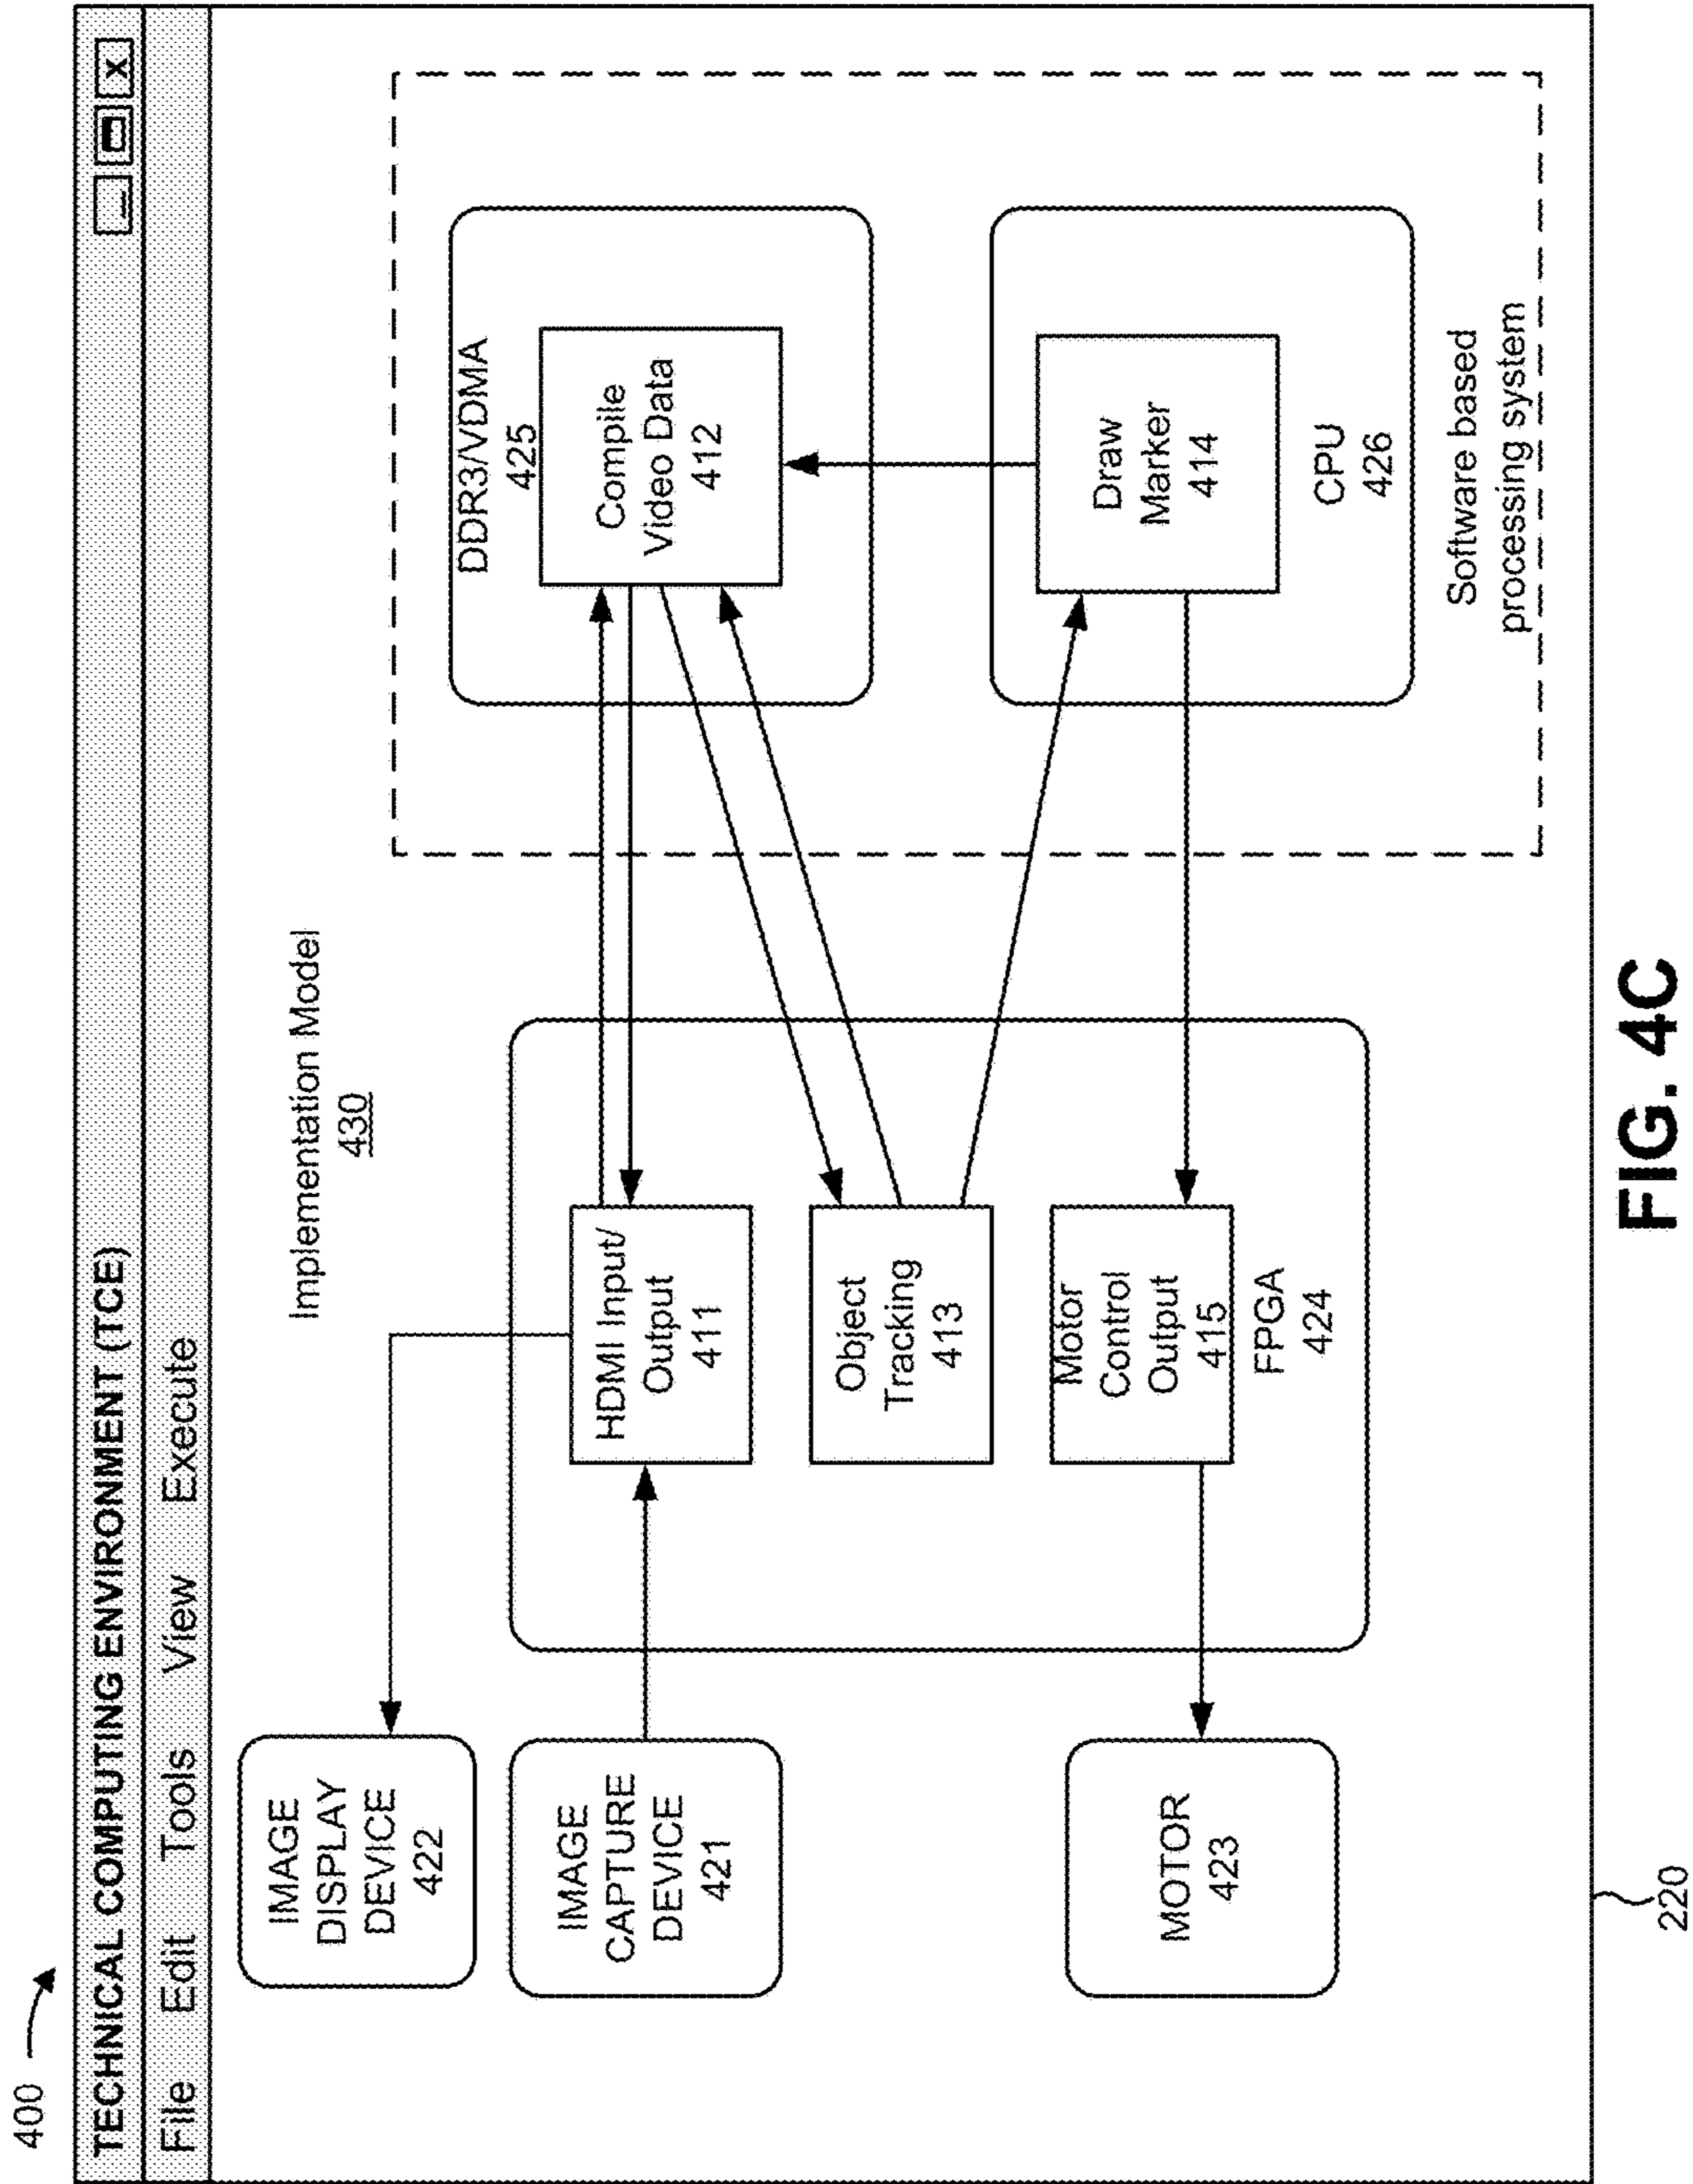 400
TECHNICAL COMPUTING ENVIRONMENT (TCE)
_ X
File Edit Tools View Execute
Implementation Model
430
IMAGE
DISPLAY
DEVICE
422
IMAGE
CAPTURE
DEVICE
421
MOTOR
423
HDMI Input/
Output
411
Object
Tracking
413
Motor
Control
Output
415
FPGA
424
DDR3/VDMA
425
Compile
Video Data
412
Draw
Marker
414
CPU
426
Software based
processing system
220
FIG. 4C